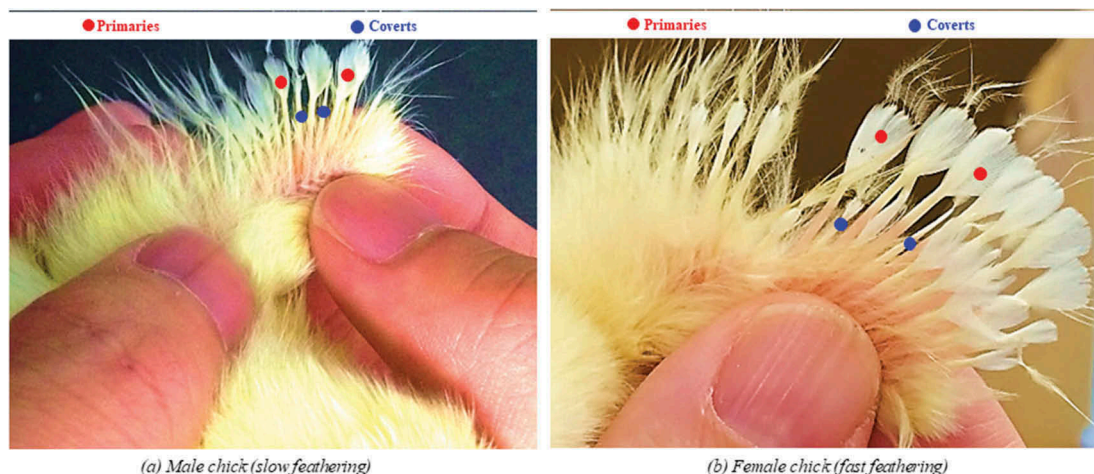 Primaries Coverts
Primaries Coverts
(a) Male chick (slow feathering)
(b) Female chick (fast feathering)